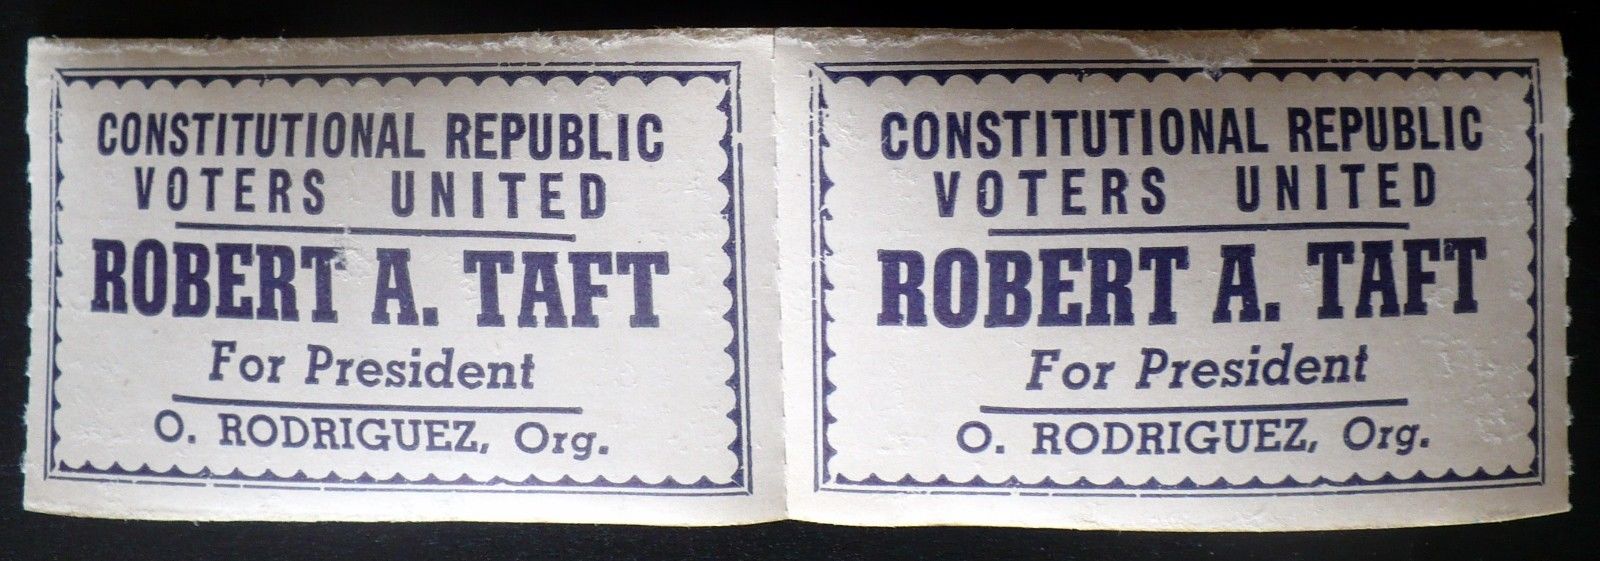 CONSTITUTIONAL REPUBLIC
VOTERS UNITED
ROBERT A. TAFT
For President
O. RODRIGUEZ, Org.
CONSTITUTIONAL REPUBLIC
VOTERS UNITED
ROBERT A. TAFT
For President
O. RODRIGUEZ, Org.